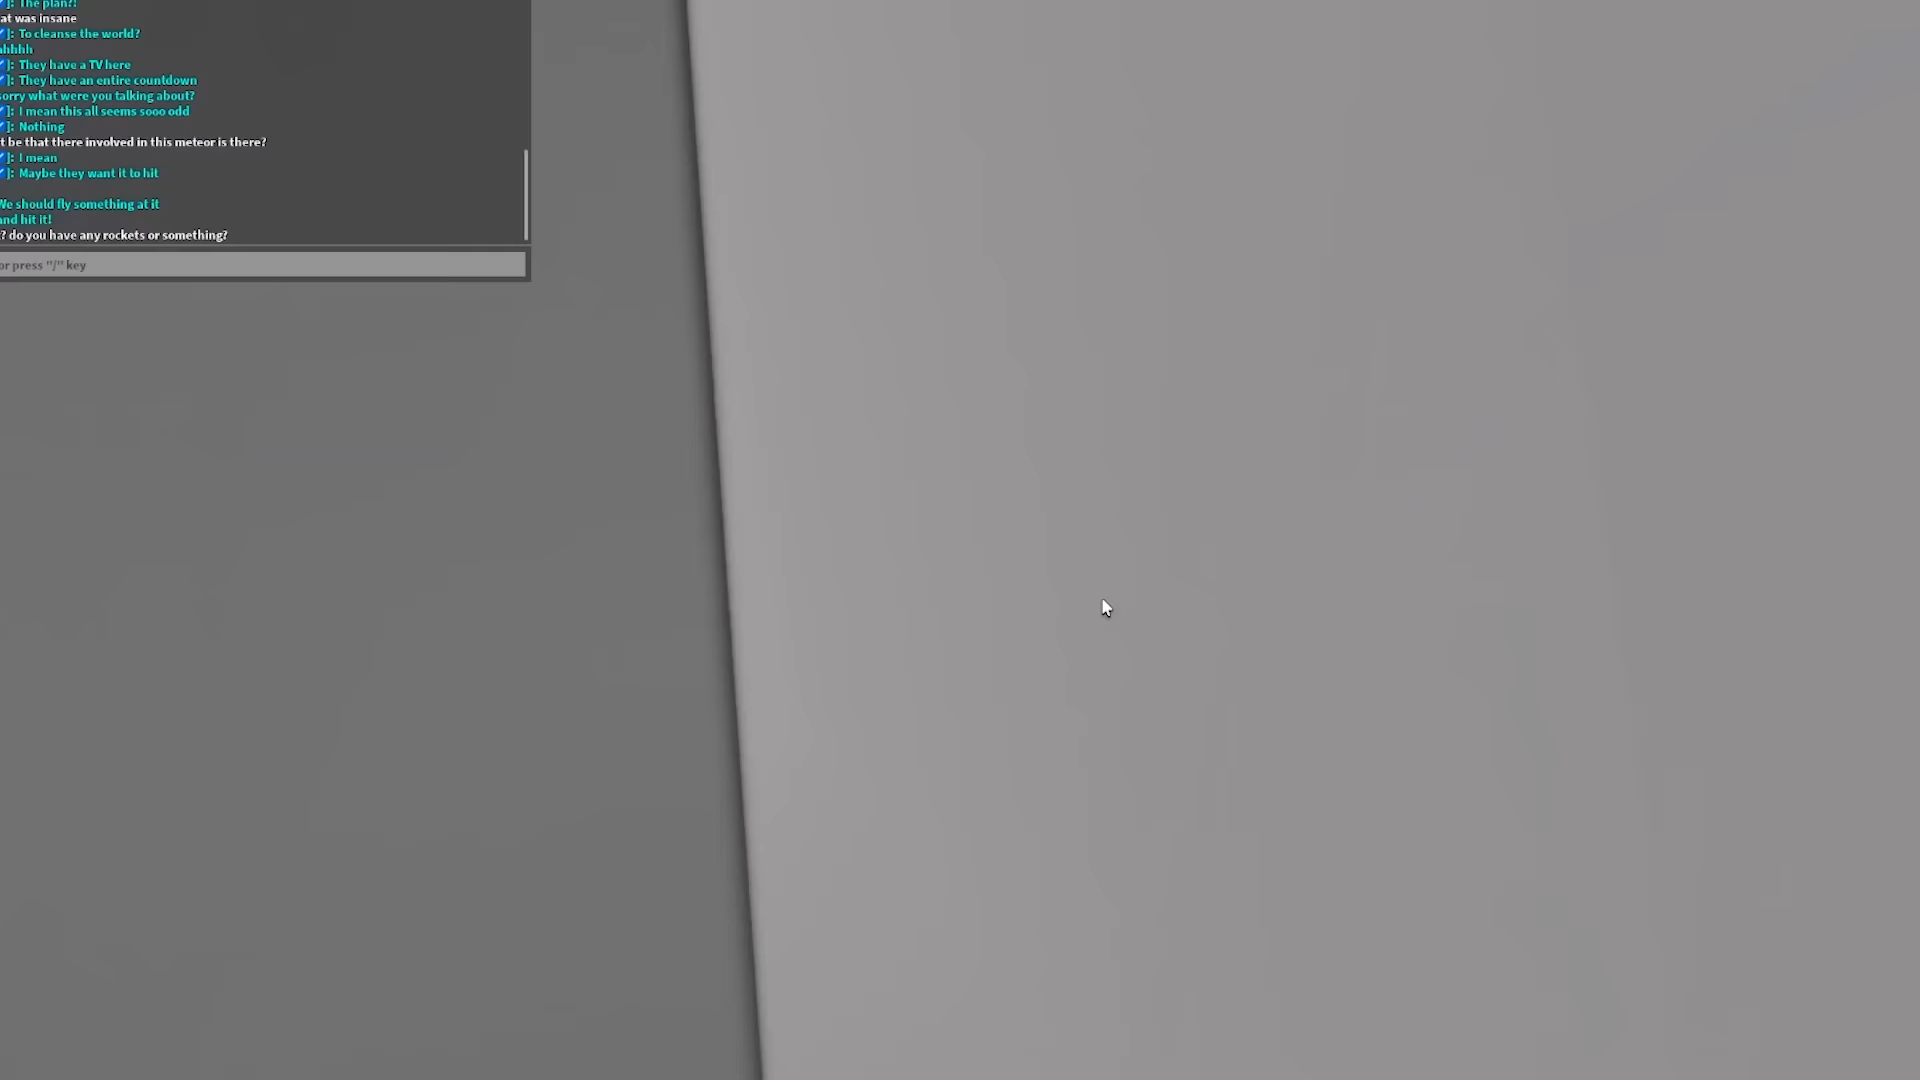 ]: The plan?!
at was insane
]: To cleanse the world?
ahhhh
]: They have a TV here
]: They have an entire countdown
sorry what were you talking about?
]: I mean this all seems sooo odd
]: Nothing
t be that there involved in this meteor is there?
]: I mean
]: Maybe they want it to hit
We should fly something at it
and hit it!
? do you have any rockets or something?
or press "/" key